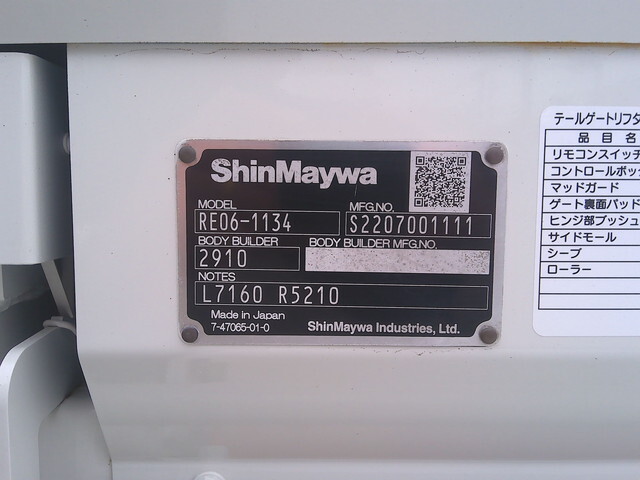 ShinMaywa
MODEL
RE06-1134
MFG.NO.
S2207001111
BODY BUILDER
2910
BODY BUILDER MFG.NO.
NOTES
L7160 R5210
Made in Japan
7-47065-01-0
ShinMaywa Industries, Ltd.
テールゲートリフタ
品目名
リモコンスイッチ
コントロールボック
マッドガード
ゲート裏面パッド
ヒンジ部ブッシュ
サイドモール
シーブ
ローラー